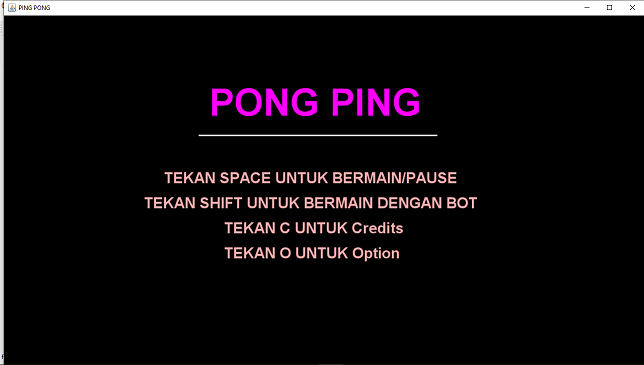 PING PONG
PONG PING
TEKAN SPACE UNTUK BERMAIN/PAUSE
TEKAN SHIFT UNTUK BERMAIN DENGAN BOT
TEKAN C UNTUK Credits
TEKAN O UNTUK Option